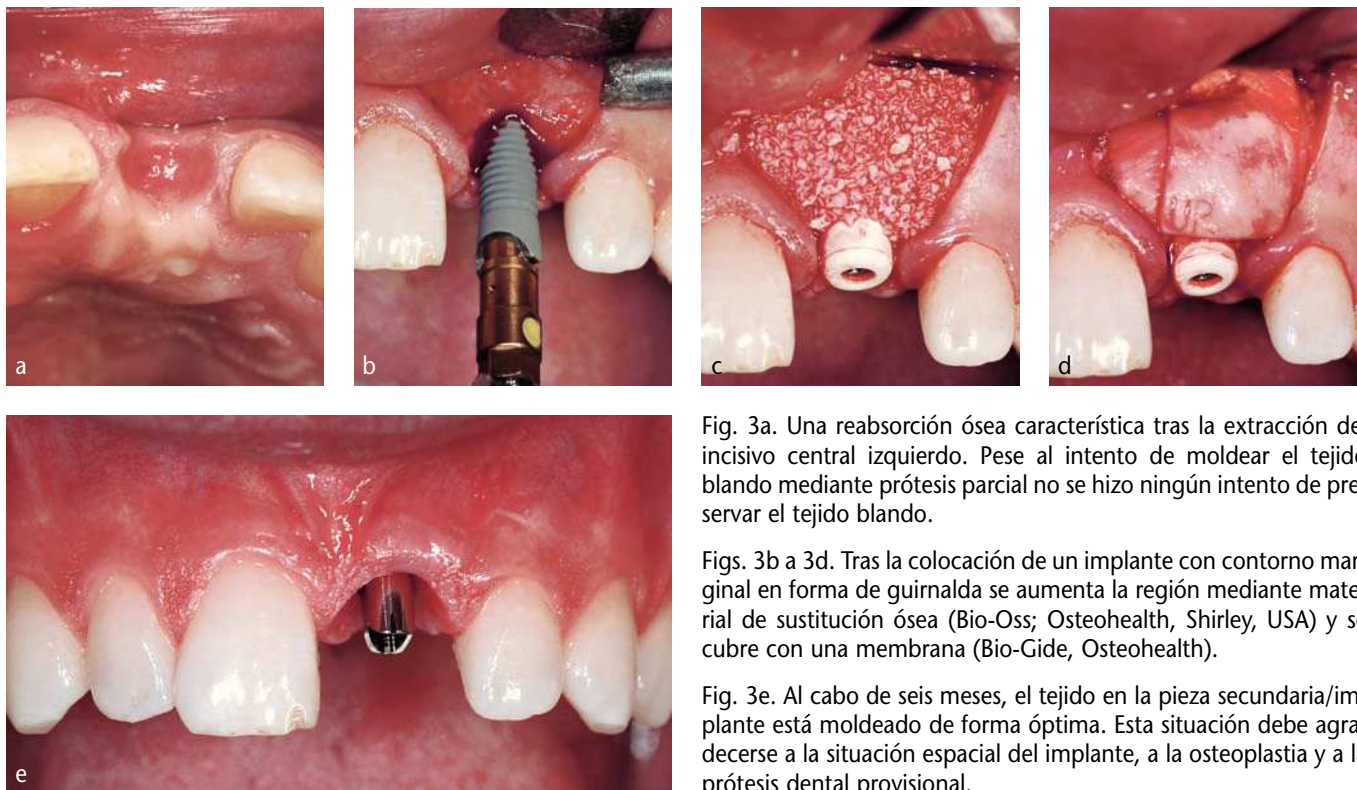 a
b
c
UP
d
e
Fig. 3a. Una reabsorción ósea característica tras la extracción de
incisivo central izquierdo. Pese al intento de moldear el tejido
blando mediante prótesis parcial no se hizo ningún intento de pre
servar el tejido blando.
Figs. 3b a 3d. Tras la colocación de un implante con contorno mar
ginal en forma de guirnalda se aumenta la región mediante mate
rial de sustitución ósea (Bio-Oss; Osteohealth, Shirley, USA) y se
cubre con una membrana (Bio-Gide, Osteohealth).
Fig. 3e. Al cabo de seis meses, el tejido en la pieza secundaria/im
plante está moldeado de forma óptima. Esta situación debe agra
decerse a la situación espacial del implante, a la osteoplastia y a la
prótesis dental provisional.